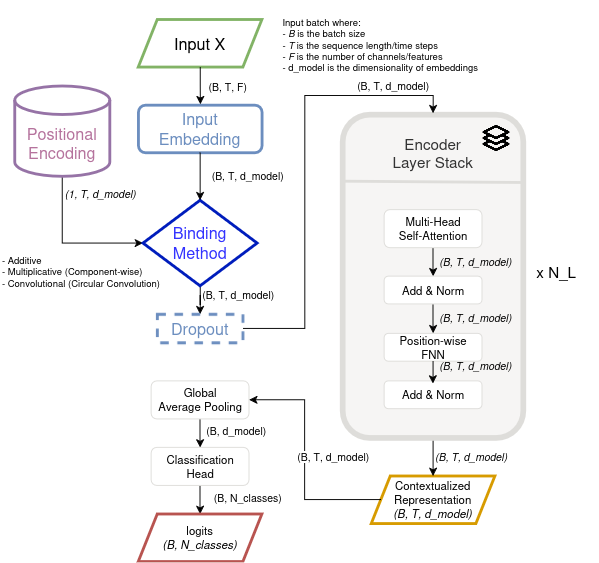 Input batch where:
- B is the batch size
- T is the sequence length/time steps
- F is the number of channels/features
- d_model is the dimensionality of embeddings
Input X
(B, T, F)
Input
Embedding
(B, T, d_model)
Positional
Encoding
(1, T, d_model)
Binding
Method
- Additive
- Multiplicative (Component-wise)
- Convolutional (Circular Convolution)
(B, T, d_model)
Dropout
(B, T, d_model)
Encoder
Layer Stack
Multi-Head
Self-Attention
(B, T, d_model)
Add & Norm
(B, T, d_model)
Position-wise
FNN
(B, T, d_model)
Add & Norm
x N_L
(B, T, d_model)
Contextualized
Representation
(B, T, d_model)
(B, T, d_model)
Global
Average Pooling
(B, d_model)
Classification
Head
(B, N_classes)
logits
(B, N_classes)